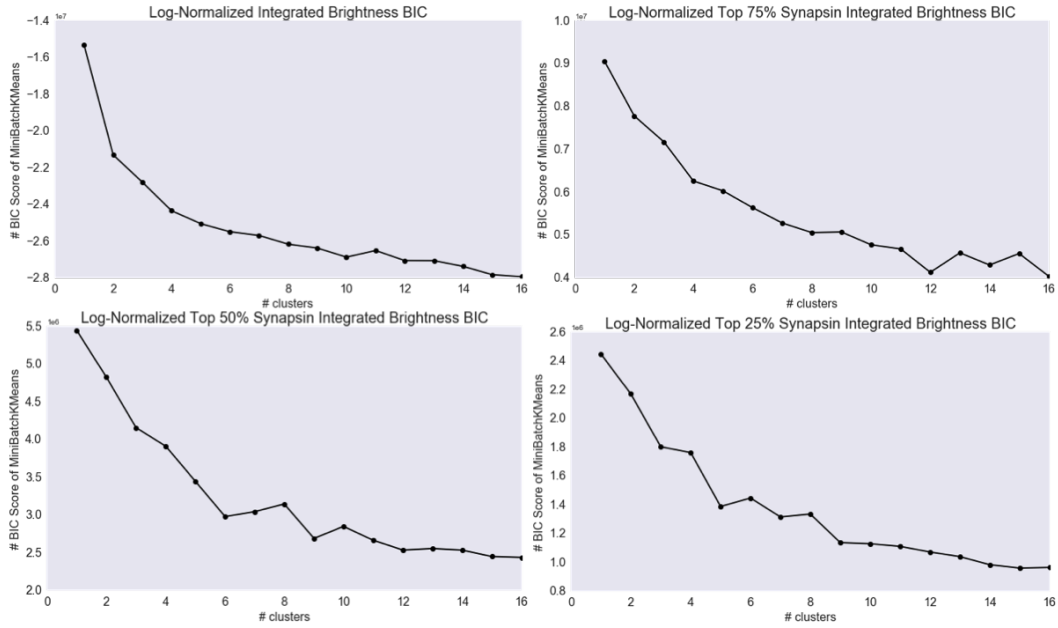 Log-Normalized Integrated Brightness BIC
1e7
−1.4
−1.6
−1.8
−2.0
−2.2
−2.4
−2.6
−2.8
# BIC Score of MiniBatchKMeans
0 2 4 6 8 10 12 14 16
# clusters
Log-Normalized Top 75% Synapsin Integrated Brightness BIC
1e7
1.0
0.9
0.8
0.7
0.6
0.5
0.4
# BIC Score of MiniBatchKMeans
0 2 4 6 8 10 12 14 16
# clusters
Log-Normalized Top 50% Synapsin Integrated Brightness BIC
1e6
5.5
5.0
4.5
4.0
3.5
3.0
2.5
2.0
# BIC Score of MiniBatchKMeans
0 2 4 6 8 10 12 14 16
# clusters
Log-Normalized Top 25% Synapsin Integrated Brightness BIC
1e6
2.6
2.4
2.2
2.0
1.8
1.6
1.4
1.2
1.0
0.8
# BIC Score of MiniBatchKMeans
0 2 4 6 8 10 12 14 16
# clusters